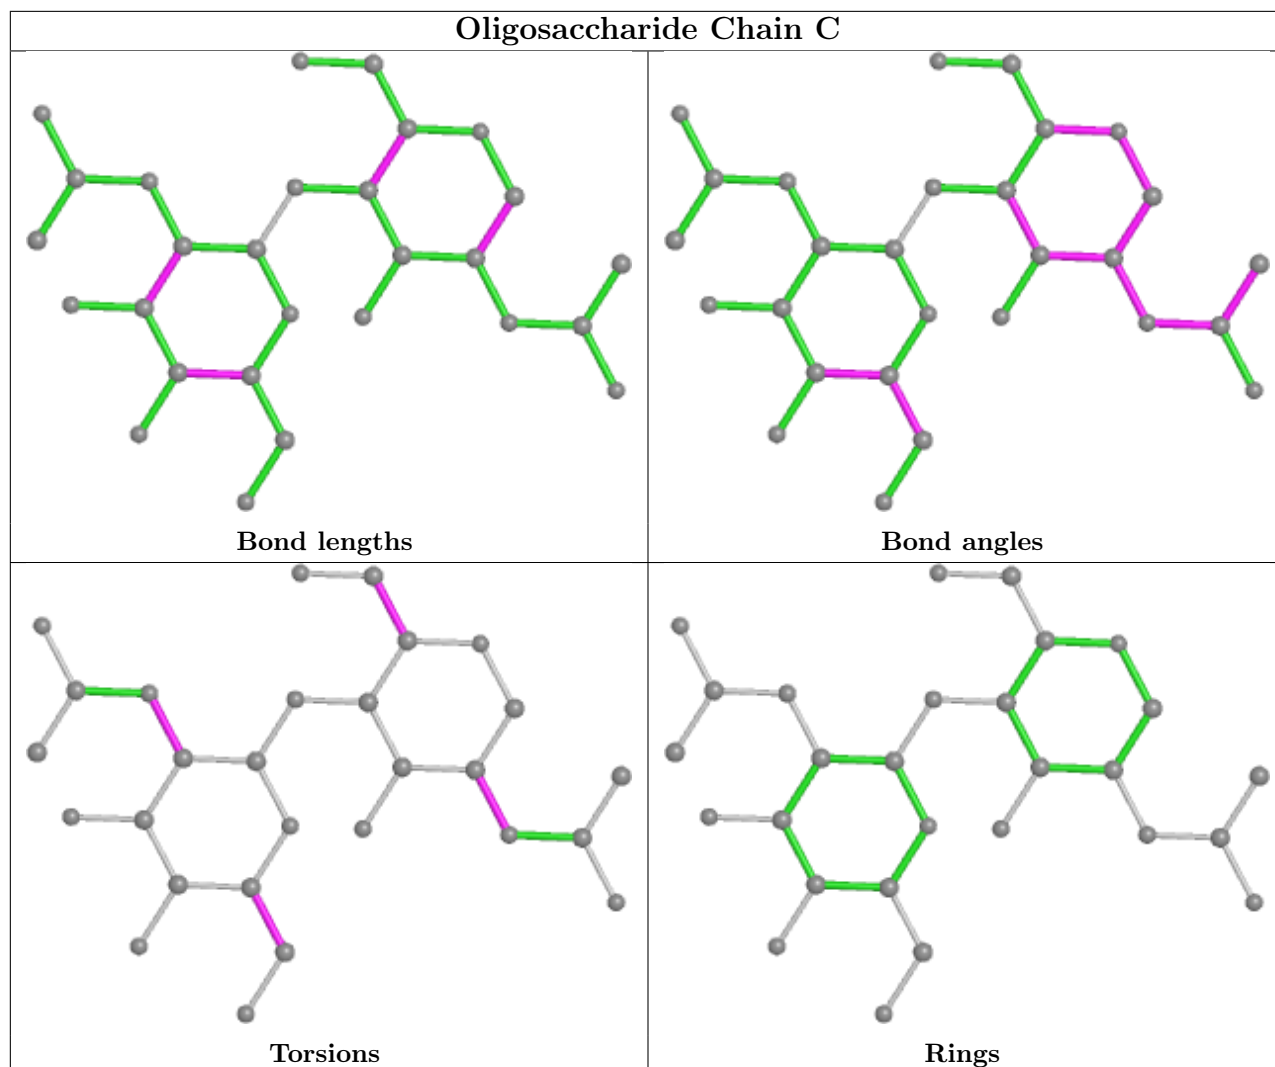 Oligosaccharide Chain C
Bond lengths
Bond angles
Torsions
Rings